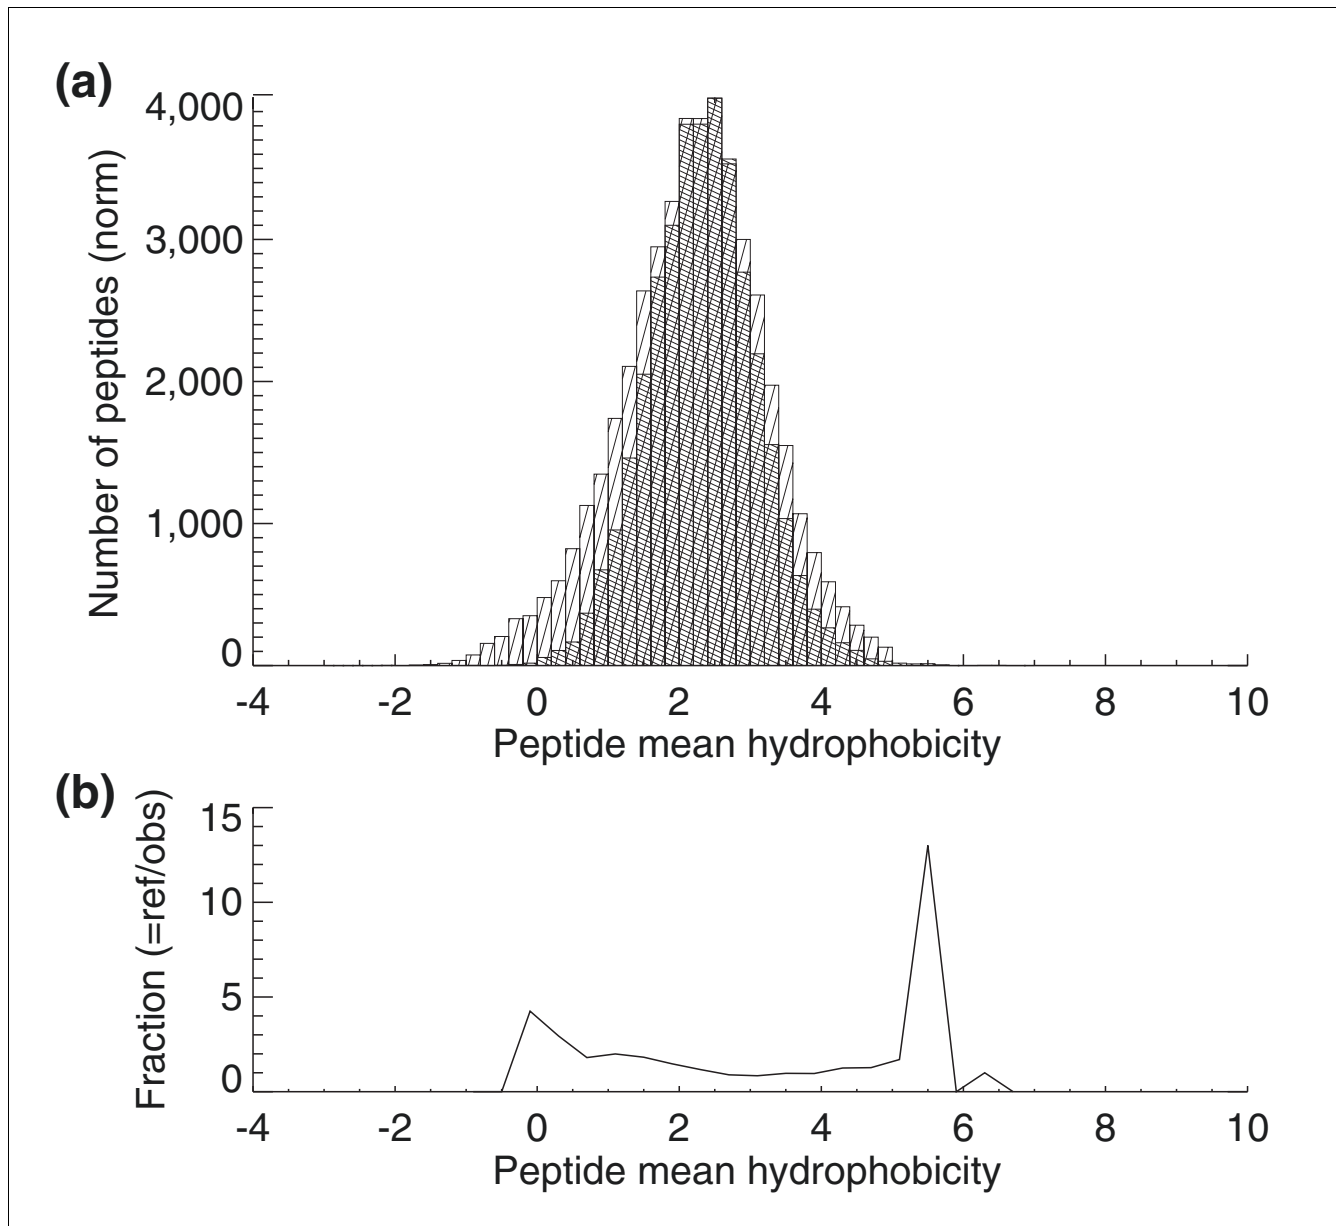 (a)
Number of peptides (norm)
4,000
3,000
2,000
1,000
0
-4 -2 0 2 4 6 8 10
Peptide mean hydrophobicity
(b)
Fraction (=ref/obs)
15
10
5
0
-4 -2 0 2 4 6 8 10
Peptide mean hydrophobicity